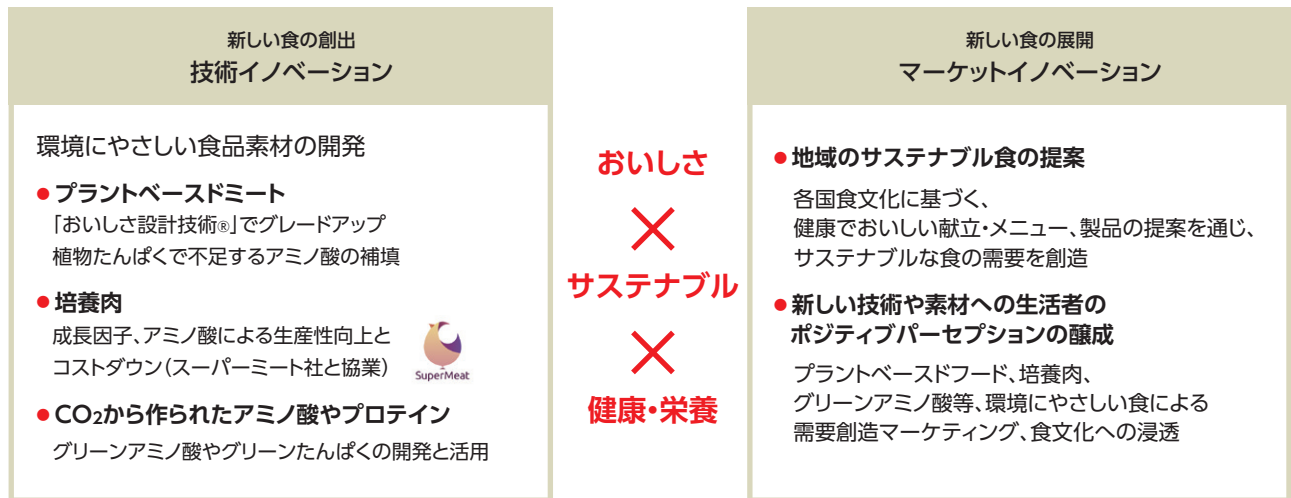 新しい食の創出
技術イノベーション
環境にやさしい食品素材の開発
●プラントベースドミート
「おいしさ設計技術®」でグレードアップ
植物たんぱくで不足するアミノ酸の補填
●培養肉
成長因子、アミノ酸による生産性向上と
コストダウン(スーパーミート社と協業)
SuperMeat
●CO₂から作られたアミノ酸やプロテイン
グリーンアミノ酸やグリーンたんぱくの開発と活用
おいしさ
×
サステナブル
×
健康・栄養
新しい食の展開
マーケットイノベーション
●地域のサステナブル食の提案
各国食文化に基づく、
健康でおいしい献立・メニュー、製品の提案を通じ、
サステナブルな食の需要を創造
●新しい技術や素材への生活者の
ポジティブパーセプションの醸成
プラントベースドフード、培養肉、
グリーンアミノ酸等、環境にやさしい食による
需要創造マーケティング、食文化への浸透